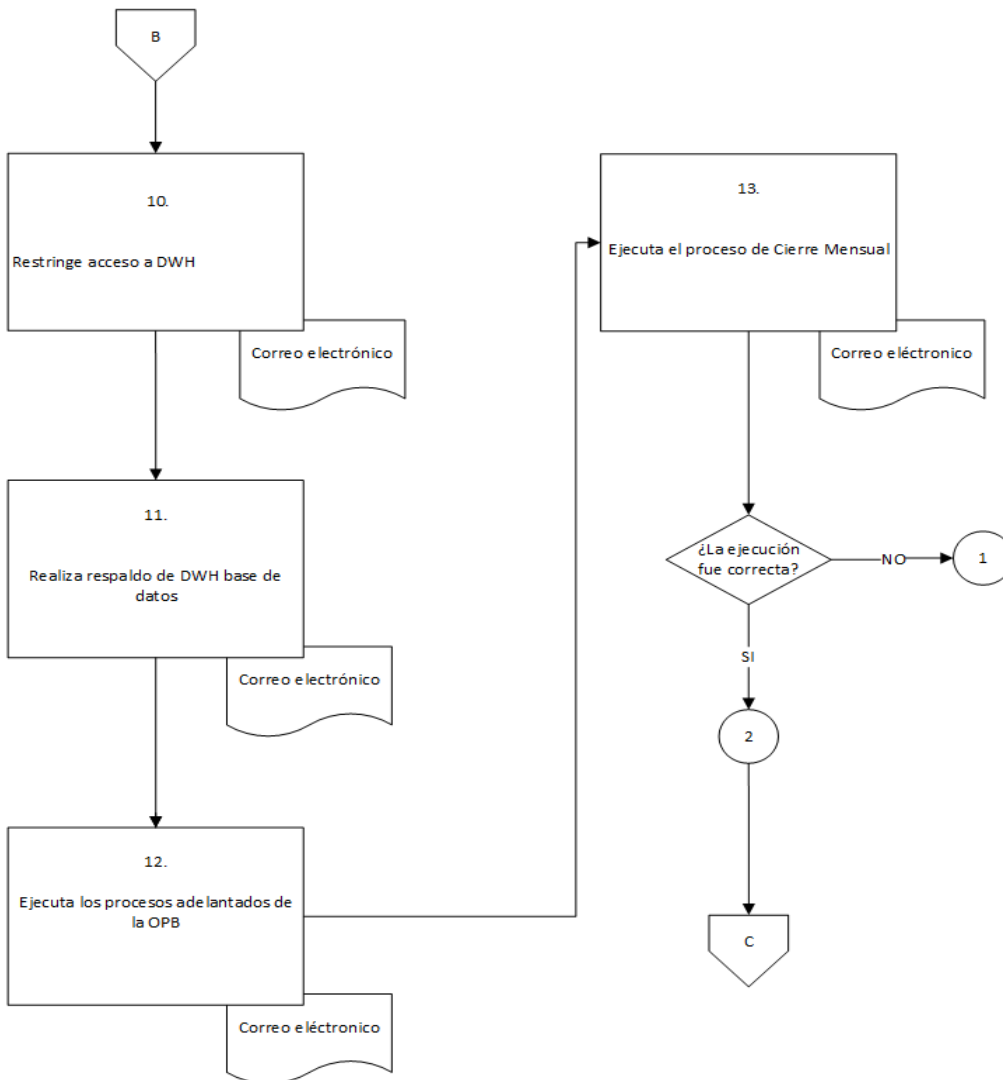 B
10.
Restringe acceso a DWH
Correo electrónico
11.
Realiza respaldo de DWH base de
datos
Correo electrónico
12.
Ejecuta los procesos adelantados de
la OPB
Correo eléctronico
13.
Ejecuta el proceso de Cierre Mensual
Correo eléctronico
¿La ejecución
fue correcta?
NO
1
SI
2
C